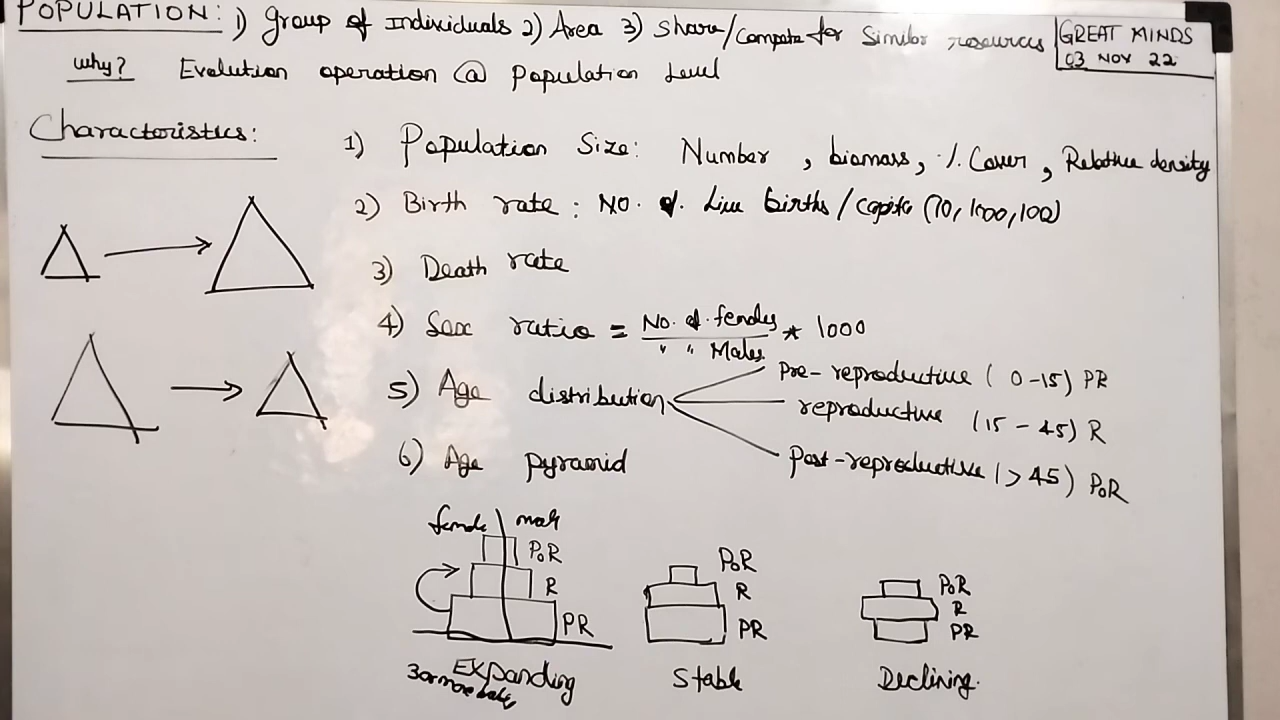 POPULATION: 1) Group of Individuals 2) Area 3) Share/Compete for Similar resources
GREAT MINDS
03 NOV 22
why? Evolution operation @ Population Level
Characteristics:
1) Population Size: Number, biomass, % Cover, Relative density
2) Birth rate: No. of. Live births/capita (10, 1000, 100)
3) Death rate
4) Sex ratio = No. of. females / " " Males * 1000
5) Age distribution
Pre-reproductive (0-15) PR
reproductive (15-45) R
Post-reproductive (>45) PoR
6) Age pyramid
female male
PoR
R
PR
Expanding
3 or more
PoR
R
PR
Stable
PoR
R
PR
Declining.